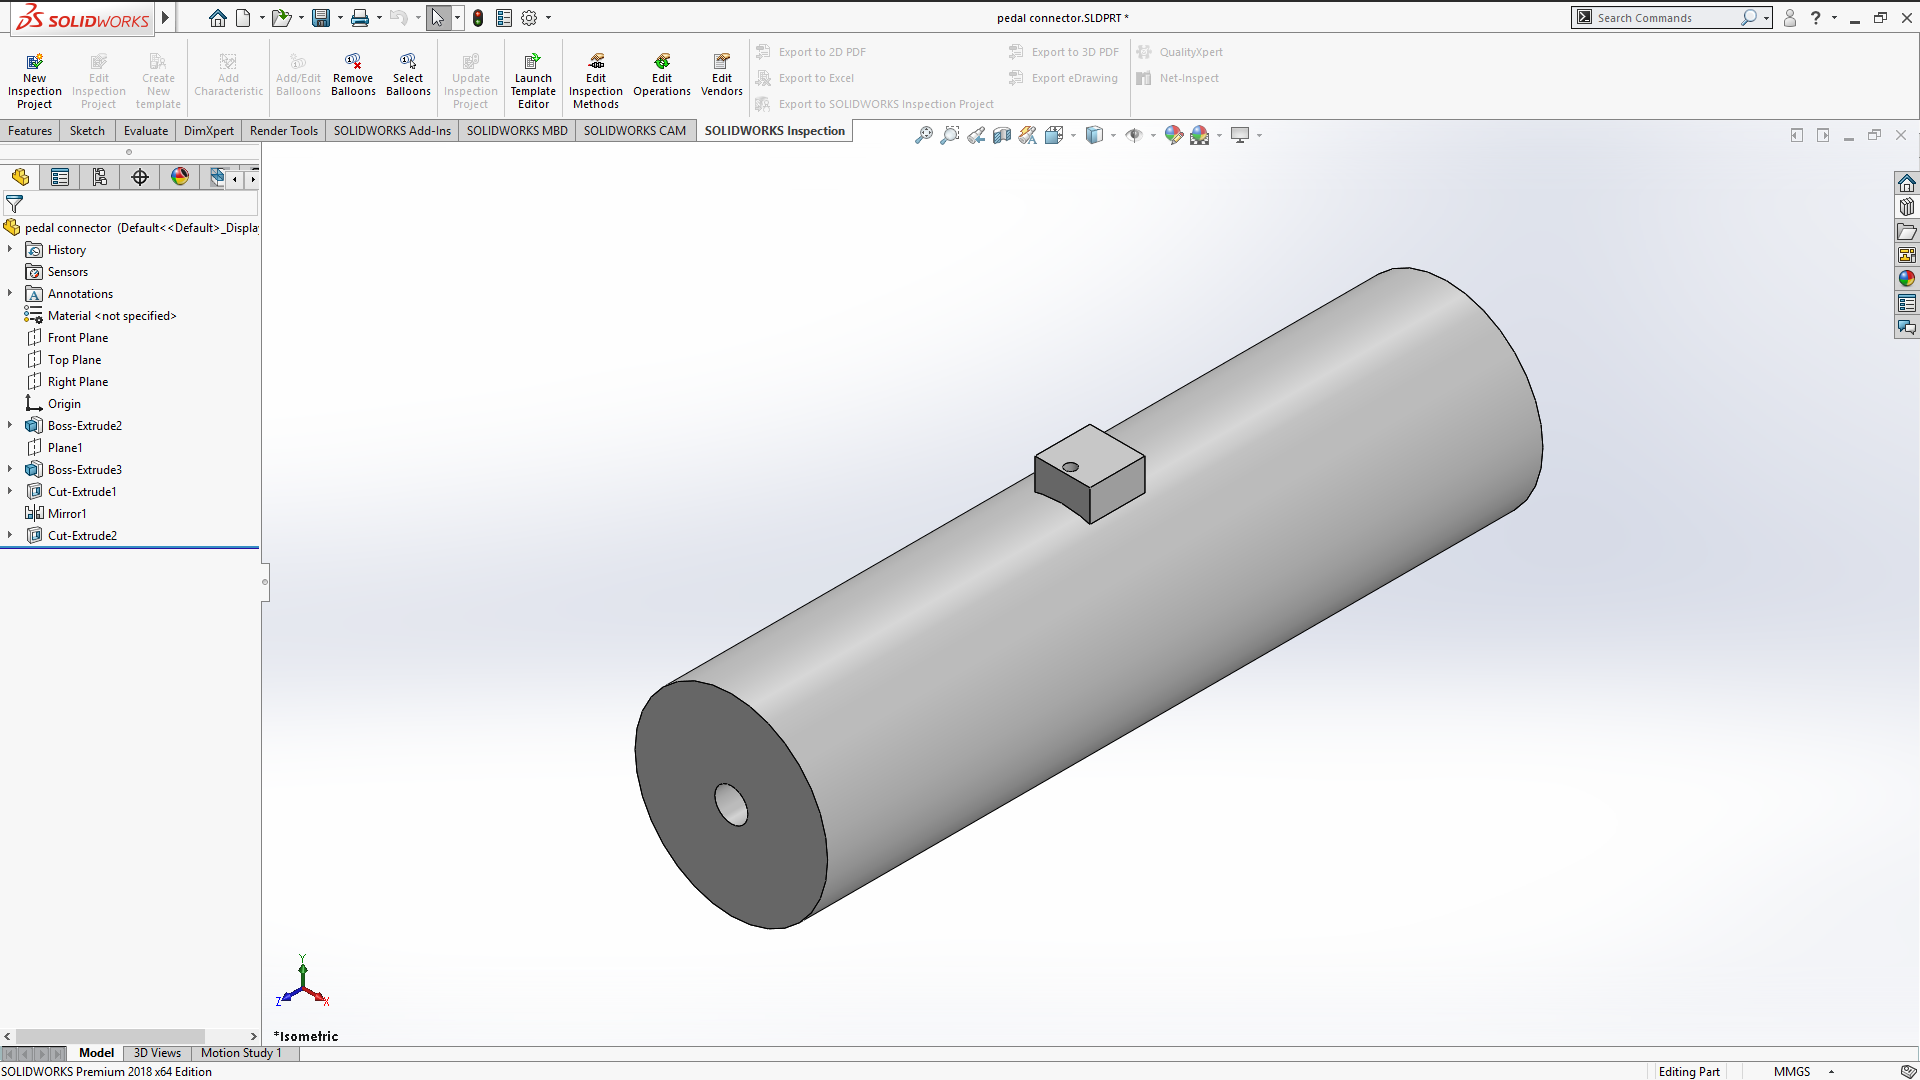 SOLIDWORKS
pedal connector.SLDPRT *
Search Commands
New Inspection Project
Edit Inspection Project
Create New template
Add Characteristic
Add/Edit Balloons
Remove Balloons
Select Balloons
Update Inspection Project
Launch Template Editor
Edit Inspection Methods
Edit Operations
Edit Vendors
Export to 2D PDF
Export to Excel
Export to SOLIDWORKS Inspection Project
Export to 3D PDF
Export eDrawing
QualityXpert
Net-Inspect
Features Sketch Evaluate DimXpert Render Tools SOLIDWORKS Add-Ins SOLIDWORKS MBD SOLIDWORKS CAM SOLIDWORKS Inspection
pedal connector (Default<<Default>_Displa
History
Sensors
Annotations
Material <not specified>
Front Plane
Top Plane
Right Plane
Origin
Boss-Extrude2
Plane1
Boss-Extrude3
Cut-Extrude1
Mirror1
Cut-Extrude2
Y
Z
X
*Isometric
Model 3D Views Motion Study 1
SOLIDWORKS Premium 2018 x64 Edition
Editing Part
MMGS